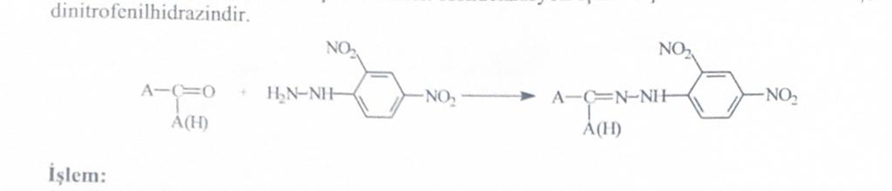 dinitrofenilhidrazindir.
NO2 NO2
A-C=O + H2N-NH -NO2 A-C=N-NH -NO2
A(H) A(H)
İşlem: